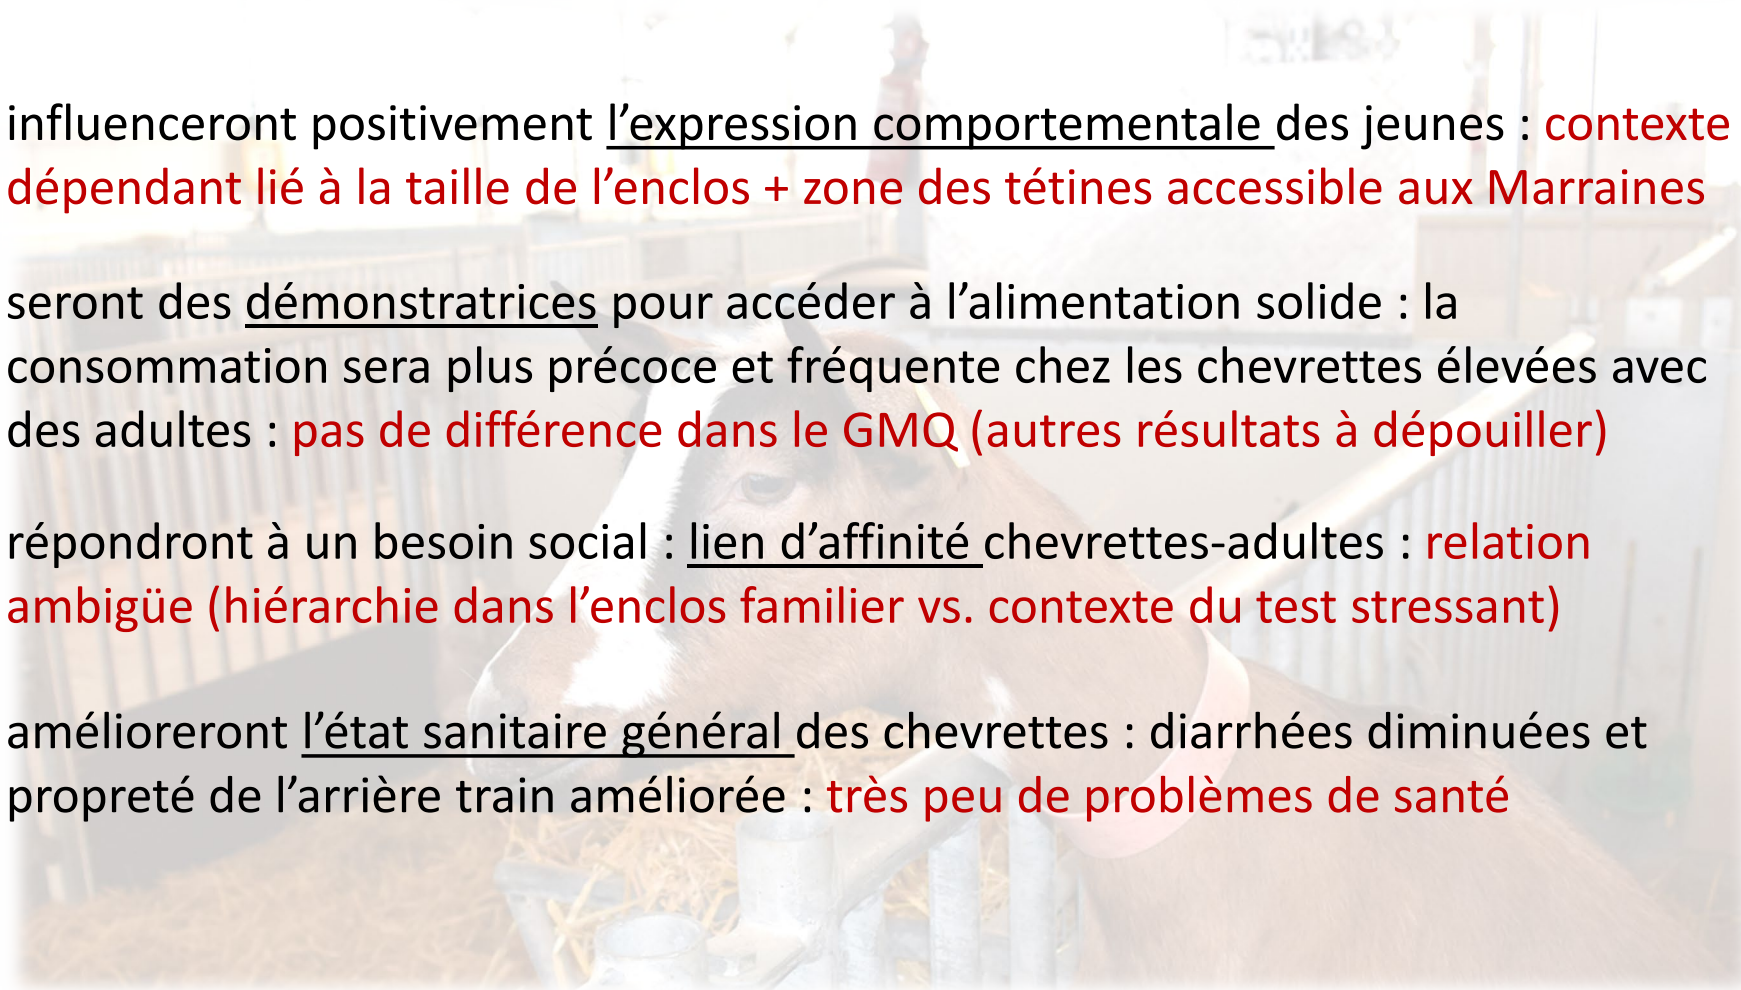 influenceront positivement l’expression comportementale des jeunes : contexte
dépendant lié à la taille de l’enclos + zone des tétines accessible aux Marraines
seront des démonstratrices pour accéder à l’alimentation solide : la
consommation sera plus précoce et fréquente chez les chevrettes élevées avec
des adultes : pas de différence dans le GMQ (autres résultats à dépouiller)
répondront à un besoin social : lien d’affinité chevrettes-adultes : relation
ambigüe (hiérarchie dans l’enclos familier vs. contexte du test stressant)
amélioreront l’état sanitaire général des chevrettes : diarrhées diminuées et
propreté de l’arrière train améliorée : très peu de problèmes de santé